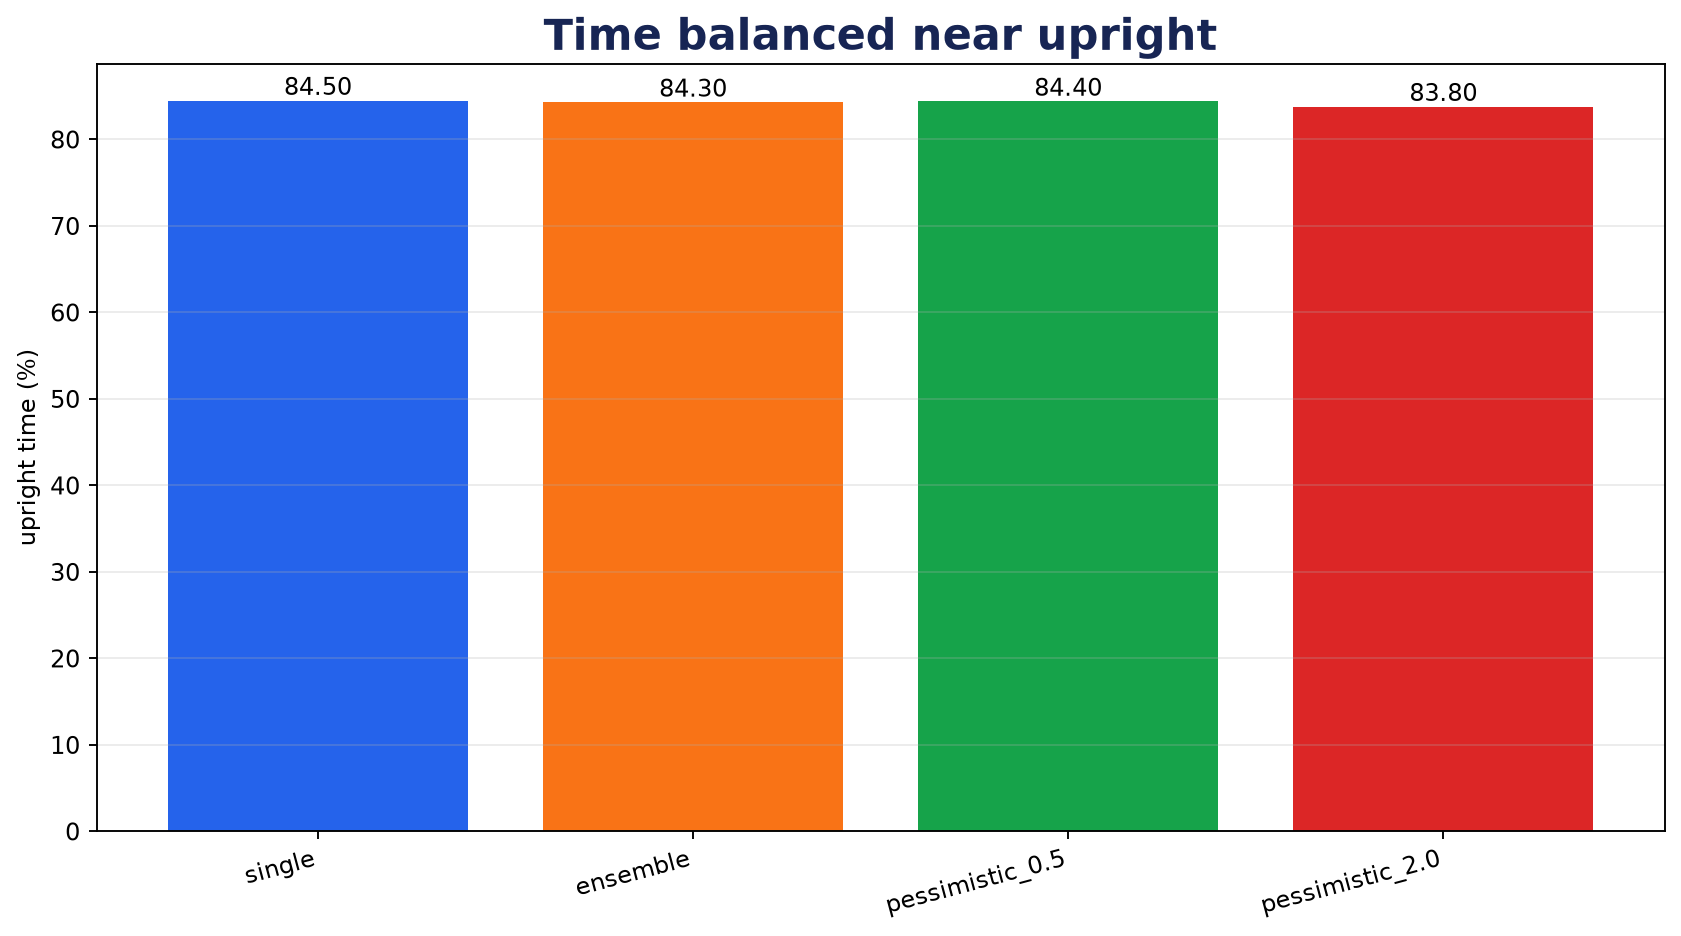 Time balanced near upright
84.50
84.30
84.40
83.80
80
70
60
50
40
30
20
10
0
upright time (%)
single
ensemble
pessimistic_0.5
pessimistic_2.0